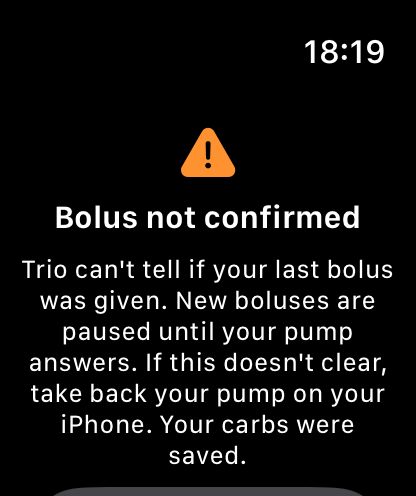 18:19
Bolus not confirmed
Trio can't tell if your last bolus
was given. New boluses are
paused until your pump
answers. If this doesn't clear,
take back your pump on your
iPhone. Your carbs were
saved.